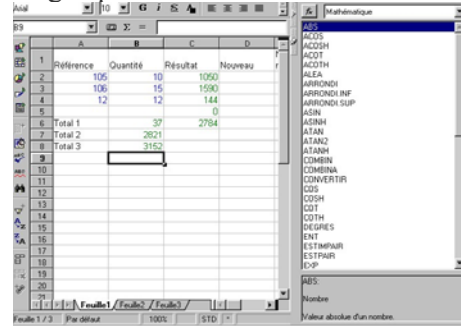 Arial 10 G i S A
B9 Σ =
A B C D
1 Référence Quantité Résultat Nouveau
2 105 10 1050
3 106 15 1590
4 12 12 144
5 0
6 Total 1 37 2784
7 Total 2 2821
8 Total 3 3152
9
10
11
12
13
14
15
16
17
18
19
20
21
Feuille1 Feuille2 Feuille3
Feuille 1 / 3 Par défaut 100% STD *
Mathématique
ABS
ACOS
ACOSH
ACOT
ACOTH
ALEA
ARRONDI
ARRONDI.INF
ARRONDI.SUP
ASIN
ASINH
ATAN
ATAN2
ATANH
COMBIN
COMBINA
CONVERTIR
COS
COSH
COT
COTH
DEGRES
ENT
ESTIMPAIR
ESTPAIR
EXP
ABS:
Nombre
Valeur absolue d'un nombre.